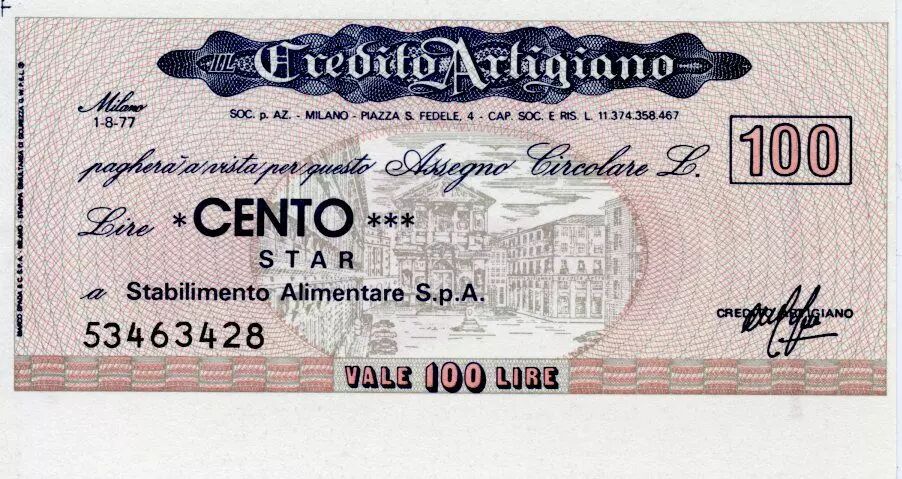 IL Credito Artigiano
SOC. p. AZ. - MILANO - PIAZZA S. FEDELE, 4 - CAP. SOC. E RIS. L. 11.374.358.467
Milano
1-8-77
pagherà a vista per questo Assegno Circolare L.
100
Lire *CENTO***
STAR
a Stabilimento Alimentare S.p.A.
53463428
CREDITO ARTIGIANO
VALE 100 LIRE